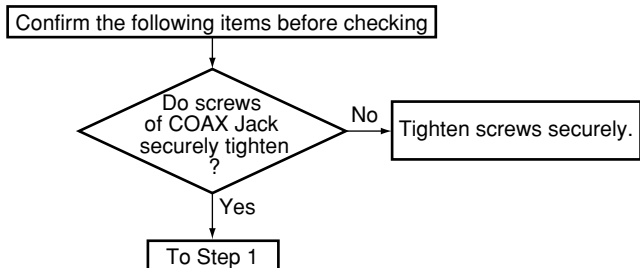 Confirm the following items before checking
Do screws
of COAX Jack
securely tighten
?
No
Tighten screws securely.
Yes
To Step 1